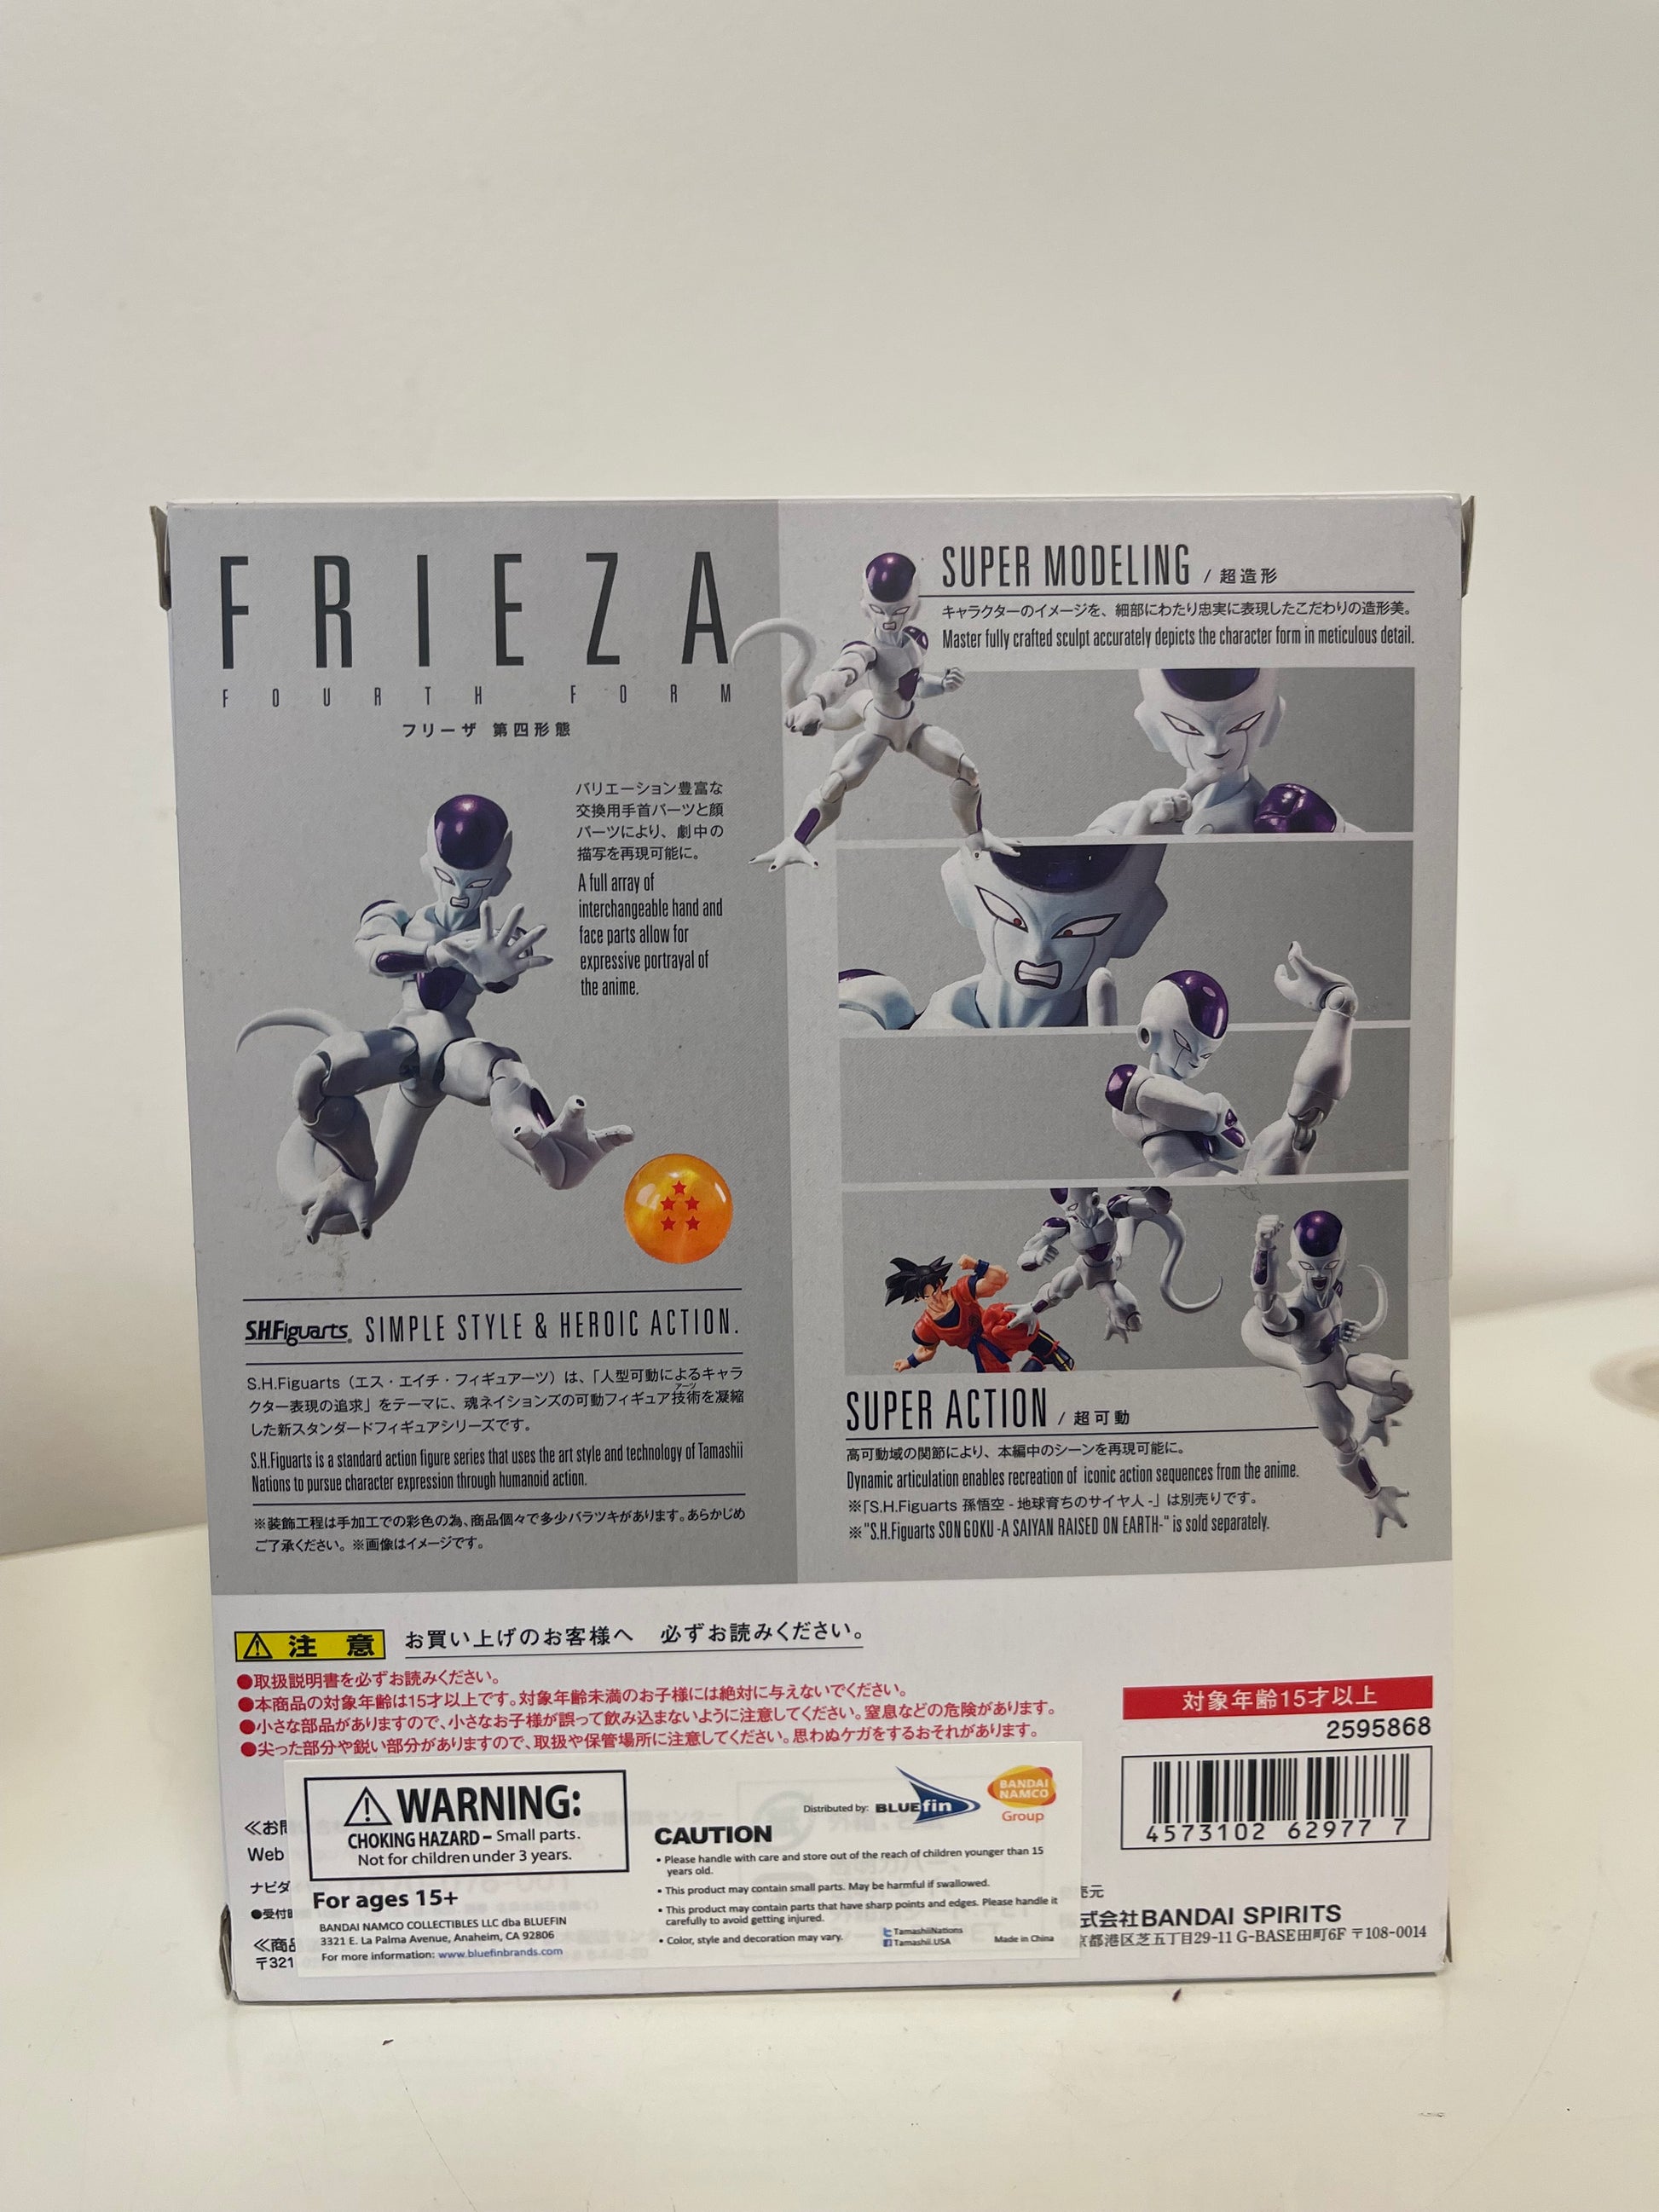 FRIEZA
FOURTH FORM
フリーザ 第四形態
バリエーション豊富な
交換用手首パーツと顔
パーツにより、劇中の
描写を再現可能に。
A full array of
interchangeable hand and
face parts allow for
expressive portrayal of
the anime.
S.H.Figuarts SIMPLE STYLE & HEROIC ACTION.
S.H.Figuarts（エス・エイチ・フィギュアーツ）は、「人型可動によるキャラ
クター表現の追求」をテーマに、魂ネイションズの可動フィギュア技術を凝縮
アーツ
した新スタンダードフィギュアシリーズです。
S.H.Figuarts is a standard action figure series that uses the art style and technology of Tamashii
Nations to pursue character expression through humanoid action.
※装飾工程は手加工での彩色の為、商品個々で多少バラツキがあります。あらかじめ
ご了承ください。※画像はイメージです。
SUPER MODELING / 超造形
キャラクターのイメージを、細部にわたり忠実に表現したこだわりの造形美。
Master fully crafted sculpt accurately depicts the character form in meticulous detail.
SUPER ACTION / 超可動
高可動域の関節により、本編中のシーンを再現可能に。
Dynamic articulation enables recreation of iconic action sequences from the anime.
※「S.H.Figuarts 孫悟空 - 地球育ちのサイヤ人 -」は別売りです。
※"S.H.Figuarts SON GOKU -A SAIYAN RAISED ON EARTH-" is sold separately.
注意 お買い上げのお客様へ 必ずお読みください。
●取扱説明書を必ずお読みください。
●本商品の対象年齢は15才以上です。対象年齢未満のお子様には絶対に与えないでください。
●小さな部品がありますので、小さなお子様が誤って飲み込まないように注意してください。窒息などの危険があります。
●尖った部分や鋭い部分がありますので、取扱や保管場所に注意してください。思わぬケガをするおそれがあります。
対象年齢15才以上
2595868
4573102 62977 7
≪お問
Web
ナビダ
●受付時
≪商品
〒321
WARNING:
CHOKING HAZARD – Small parts.
Not for children under 3 years.
For ages 15+
BANDAI NAMCO COLLECTIBLES LLC dba BLUEFIN
3321 E. La Palma Avenue, Anaheim, CA 92806
For more information: www.bluefinbrands.com
Distributed by: BLUEfin
BANDAI
NAMCO
Group
CAUTION
• Please handle with care and store out of the reach of children younger than 15
years old.
• This product may contain small parts. May be harmful if swallowed.
• This product may contain parts that have sharp points and edges. Please handle it
carefully to avoid getting injured.
• Color, style and decoration may vary.
TamashiiNations
Tamashii.USA
Made in China
売元
式会社BANDAI SPIRITS
京都港区芝五丁目29-11 G-BASE田町6F 〒108-0014